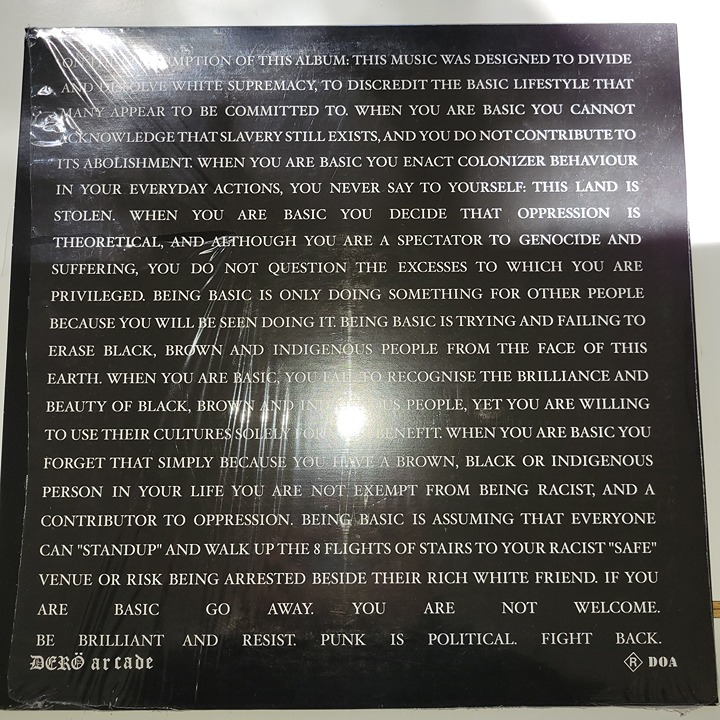 OF THIS ALBUM: THIS MUSIC WAS DESIGNED TO DIVIDE
AND DISSOLVE WHITE SUPREMACY, TO DISCREDIT THE BASIC LIFESTYLE THAT
MANY APPEAR TO BE COMMITTED TO. WHEN YOU ARE BASIC YOU CANNOT
ACKNOWLEDGE THAT SLAVERY STILL EXISTS, AND YOU DO NOT CONTRIBUTE TO
ITS ABOLISHMENT. WHEN YOU ARE BASIC YOU ENACT COLONIZER BEHAVIOUR
IN YOUR EVERYDAY ACTIONS, YOU NEVER SAY TO YOURSELF: THIS LAND IS
STOLEN. WHEN YOU ARE BASIC YOU DECIDE THAT OPPRESSION IS
THEORETICAL, AND ALTHOUGH YOU ARE A SPECTATOR TO GENOCIDE AND
SUFFERING, YOU DO NOT QUESTION THE EXCESSES TO WHICH YOU ARE
PRIVILEGED. BEING BASIC IS ONLY DOING SOMETHING FOR OTHER PEOPLE
BECAUSE YOU WILL BE SEEN DOING IT. BEING BASIC IS TRYING AND FAILING TO
ERASE BLACK, BROWN AND INDIGENOUS PEOPLE FROM THE FACE OF THIS
EARTH. WHEN YOU ARE BASIC, YOU FAIL TO RECOGNISE THE BRILLIANCE AND
BEAUTY OF BLACK, BROWN AND INDIGENOUS PEOPLE, YET YOU ARE WILLING
TO USE THEIR CULTURES SOLELY FOR BENEFIT. WHEN YOU ARE BASIC YOU
FORGET THAT SIMPLY BECAUSE YOU HAVE A BROWN, BLACK OR INDIGENOUS
PERSON IN YOUR LIFE YOU ARE NOT EXEMPT FROM BEING RACIST, AND A
CONTRIBUTOR TO OPPRESSION. BEING BASIC IS ASSUMING THAT EVERYONE
CAN "STANDUP" AND WALK UP THE 8 FLIGHTS OF STAIRS TO YOUR RACIST "SAFE"
VENUE OR RISK BEING ARRESTED BESIDE THEIR RICH WHITE FRIEND. IF YOU
ARE BASIC GO AWAY. YOU ARE NOT WELCOME.
BE BRILLIANT AND RESIST. PUNK IS POLITICAL. FIGHT BACK.
DERÖ arcade
R DOA